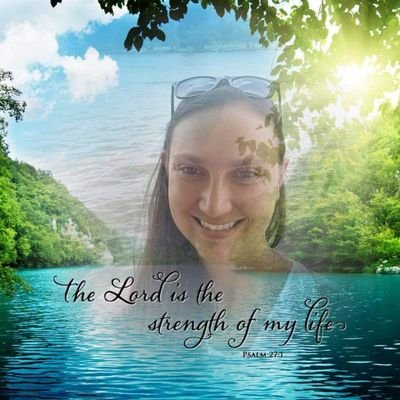 the Lord is the
strength of my life
PSALM 27:1